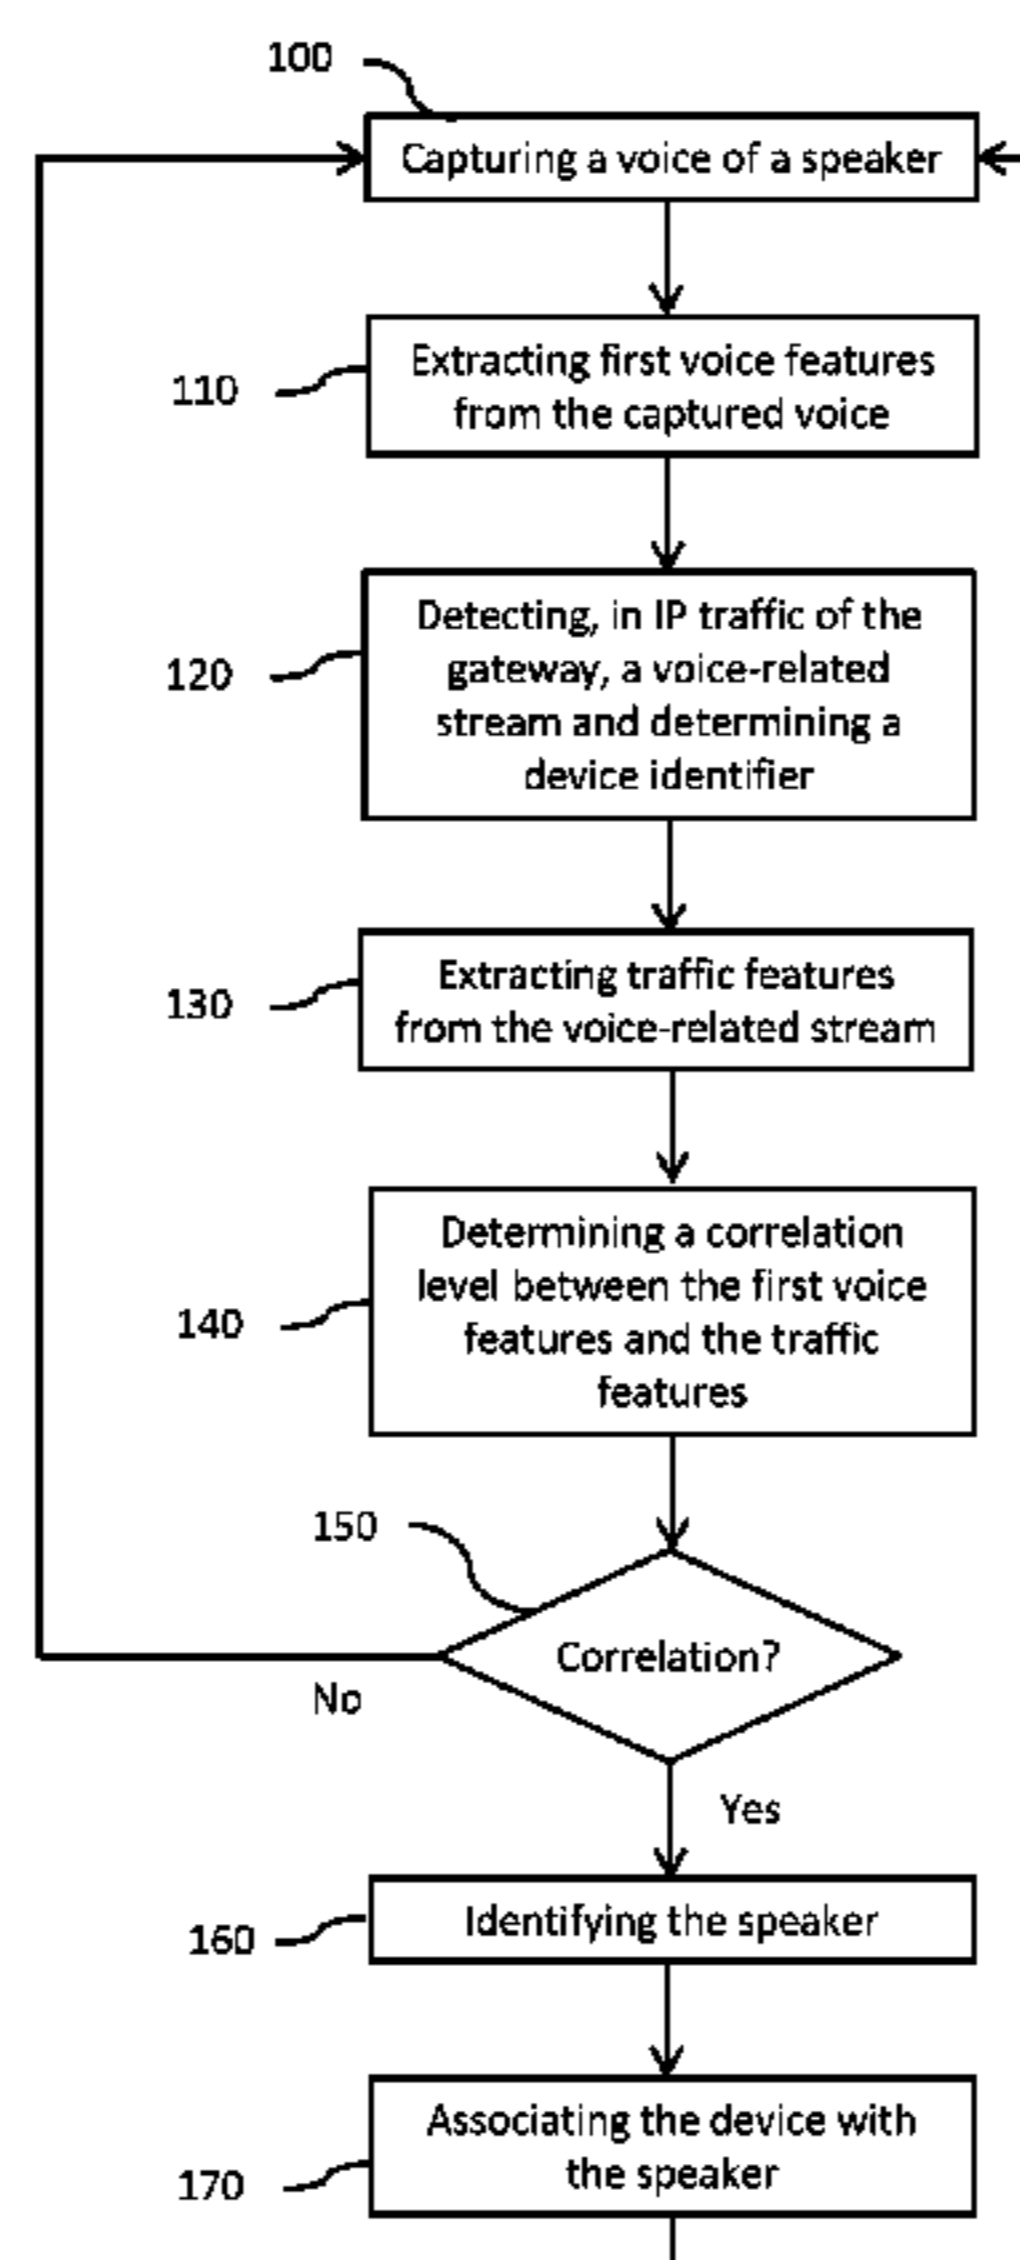 100
Capturing a voice of a speaker
110
Extracting first voice features
from the captured voice
120
Detecting, in IP traffic of the
gateway, a voice-related
stream and determining a
device identifier
130
Extracting traffic features
from the voice-related stream
140
Determining a correlation
level between the first voice
features and the traffic
features
150
Correlation?
No
Yes
160
Identifying the speaker
170
Associating the device with
the speaker